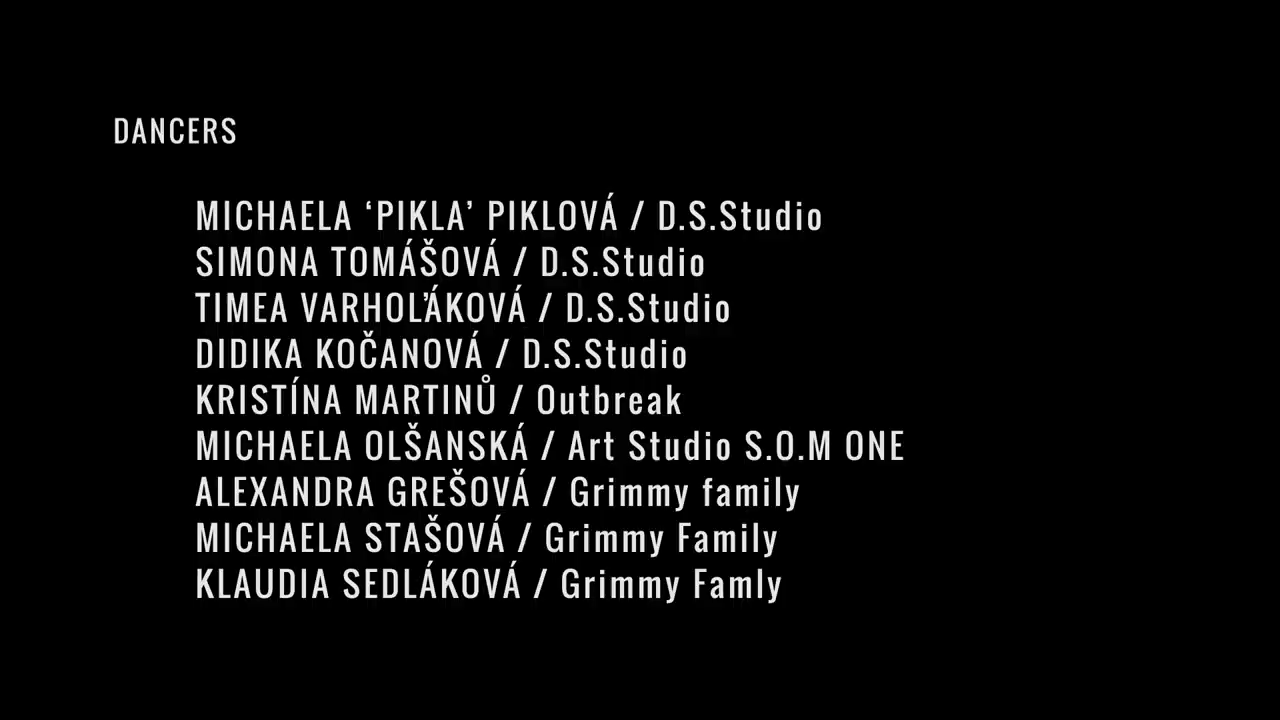 DANCERS
MICHAELA ‘PIKLA’ PIKLOVÁ / D.S.Studio
SIMONA TOMÁŠOVÁ / D.S.Studio
TIMEA VARHOĽÁKOVÁ / D.S.Studio
DIDIKA KOČANOVÁ / D.S.Studio
KRISTÍNA MARTINŮ / Outbreak
MICHAELA OLŠANSKÁ / Art Studio S.O.M ONE
ALEXANDRA GREŠOVÁ / Grimmy family
MICHAELA STAŠOVÁ / Grimmy Family
KLAUDIA SEDLÁKOVÁ / Grimmy Famly